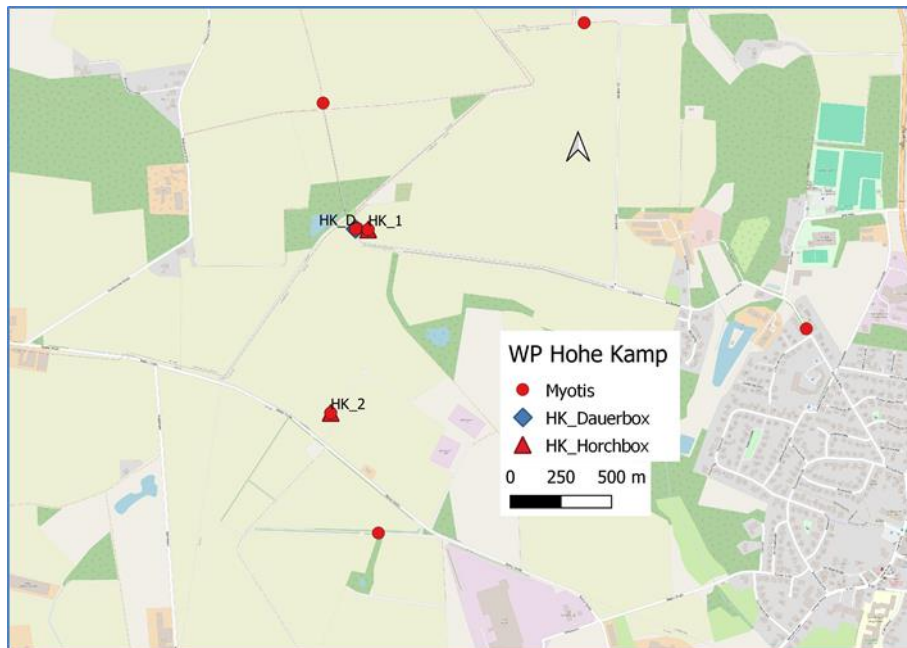 HK_D HK_1
WP Hohe Kamp
Myotis
HK_2
HK_Dauerbox
HK_Horchbox
0 250 500 m